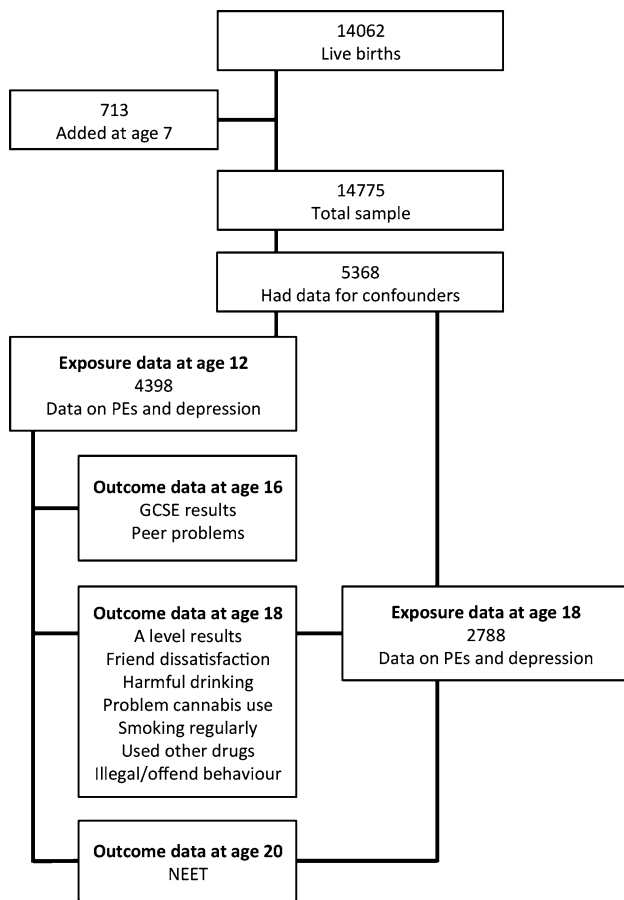 14062
Live births
713
Added at age 7
14775
Total sample
5368
Had data for confounders
Exposure data at age 12
4398
Data on PEs and depression
Outcome data at age 16
GCSE results
Peer problems
Outcome data at age 18
A level results
Friend dissatisfaction
Harmful drinking
Problem cannabis use
Smoking regularly
Used other drugs
Illegal/offend behaviour
Exposure data at age 18
2788
Data on PEs and depression
Outcome data at age 20
NEET